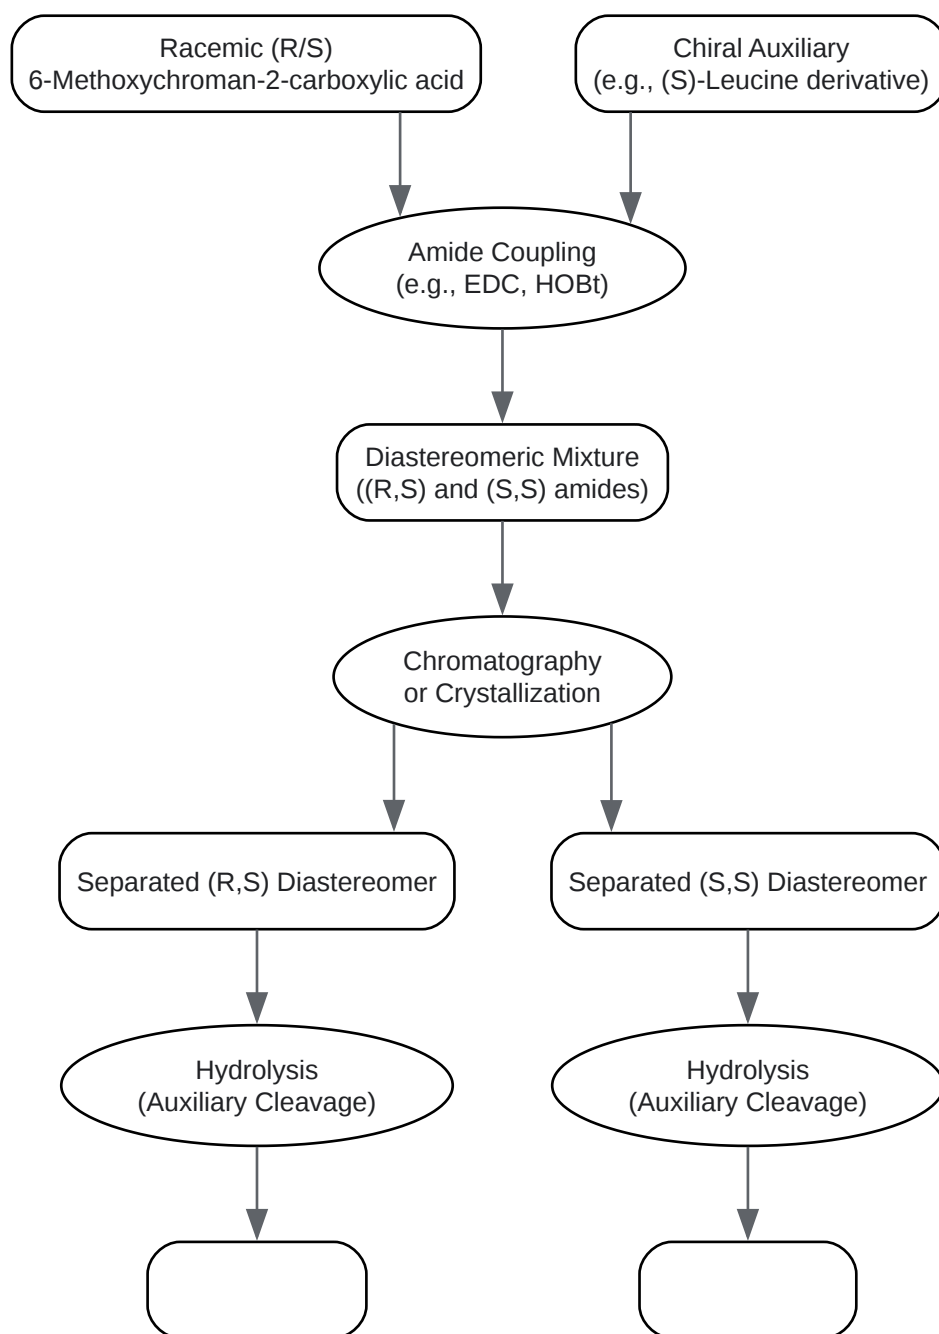 Racemic (R/S)
6-Methoxychroman-2-carboxylic acid
Chiral Auxiliary
(e.g., (S)-Leucine derivative)
Amide Coupling
(e.g., EDC, HOBt)
Diastereomeric Mixture
((R,S) and (S,S) amides)
Chromatography
or Crystallization
Separated (R,S) Diastereomer
Separated (S,S) Diastereomer
Hydrolysis
(Auxiliary Cleavage)
Hydrolysis
(Auxiliary Cleavage)